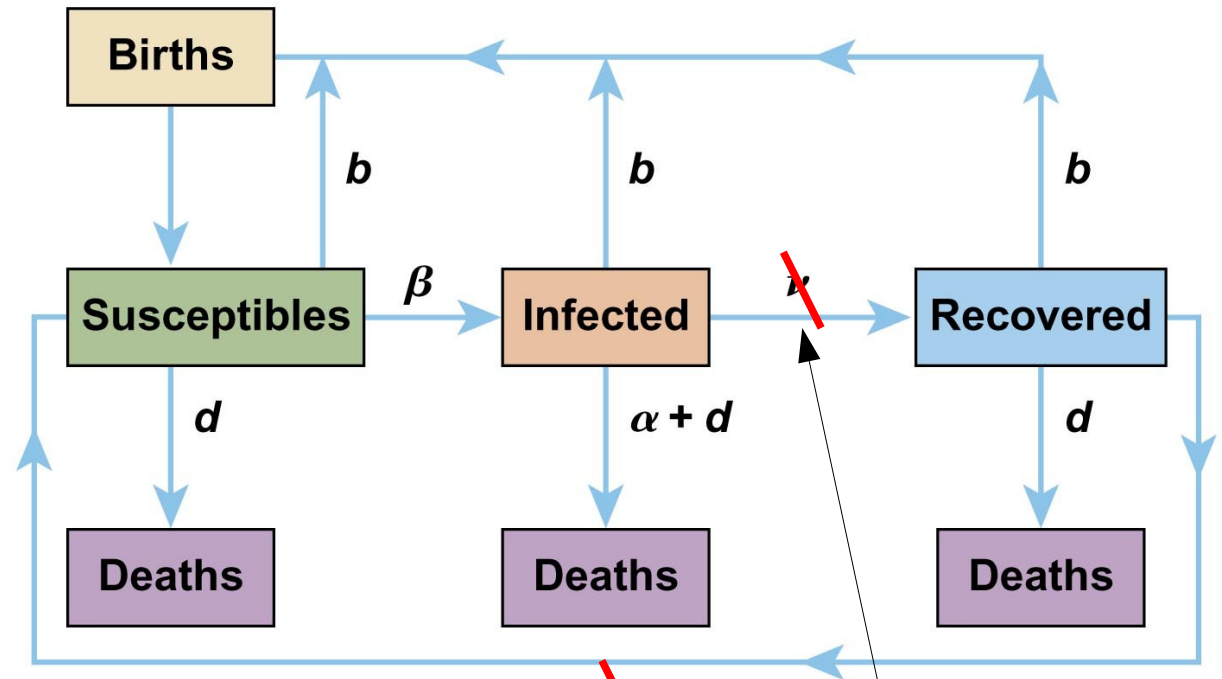 Births
b
b
b
β
ν
Susceptibles
Infected
Recovered
d
α + d
d
Deaths
Deaths
Deaths